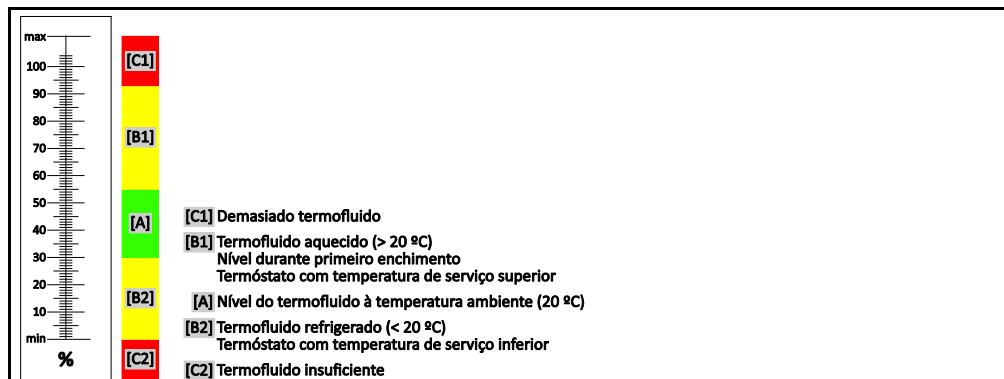 max
100
90
80
70
60
50
40
30
20
10
min
%
[C1]
[B1]
[A]
[B2]
[C2]
[C1] Demasiado termofluido
[B1] Termofluido aquecido (> 20 ºC)
Nível durante primeiro enchimento
Termóstato com temperatura de serviço superior
[A] Nível do termofluido à temperatura ambiente (20 ºC)
[B2] Termofluido refrigerado (< 20 ºC)
Termóstato com temperatura de serviço inferior
[C2] Termofluido insuficiente